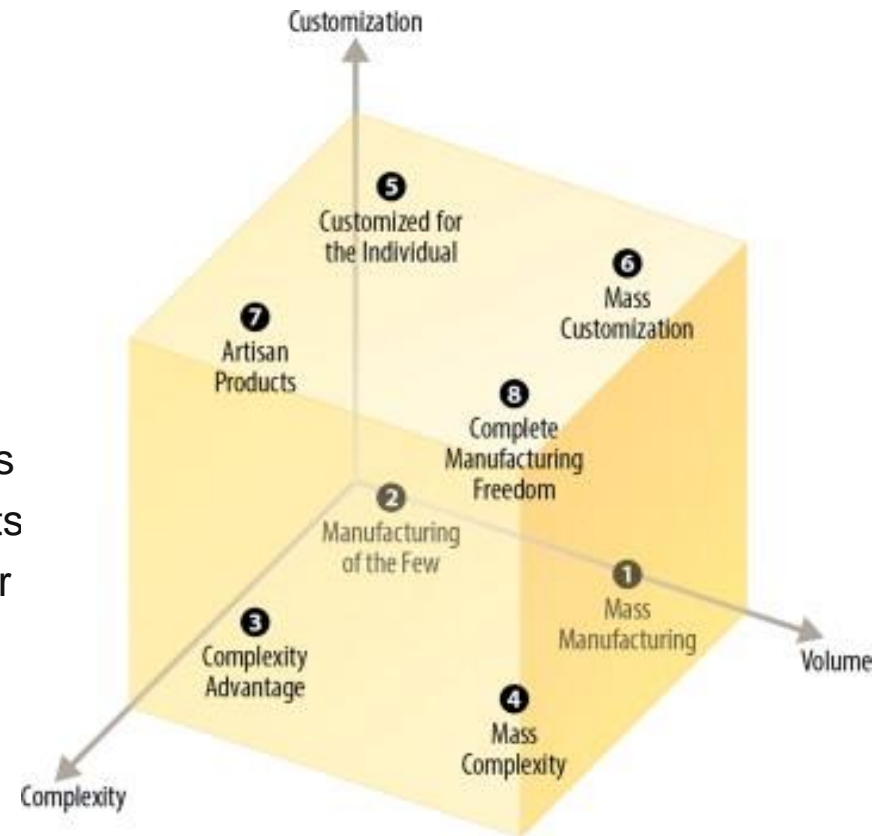 Customization
5
Customized for
the Individual
6
Mass
Customization
7
Artisan
Products
8
Complete
Manufacturing
Freedom
s
ts
r
2
Manufacturing
of the Few
1
Mass
Manufacturing
3
Complexity
Advantage
Volume
4
Mass
Complexity
Complexity